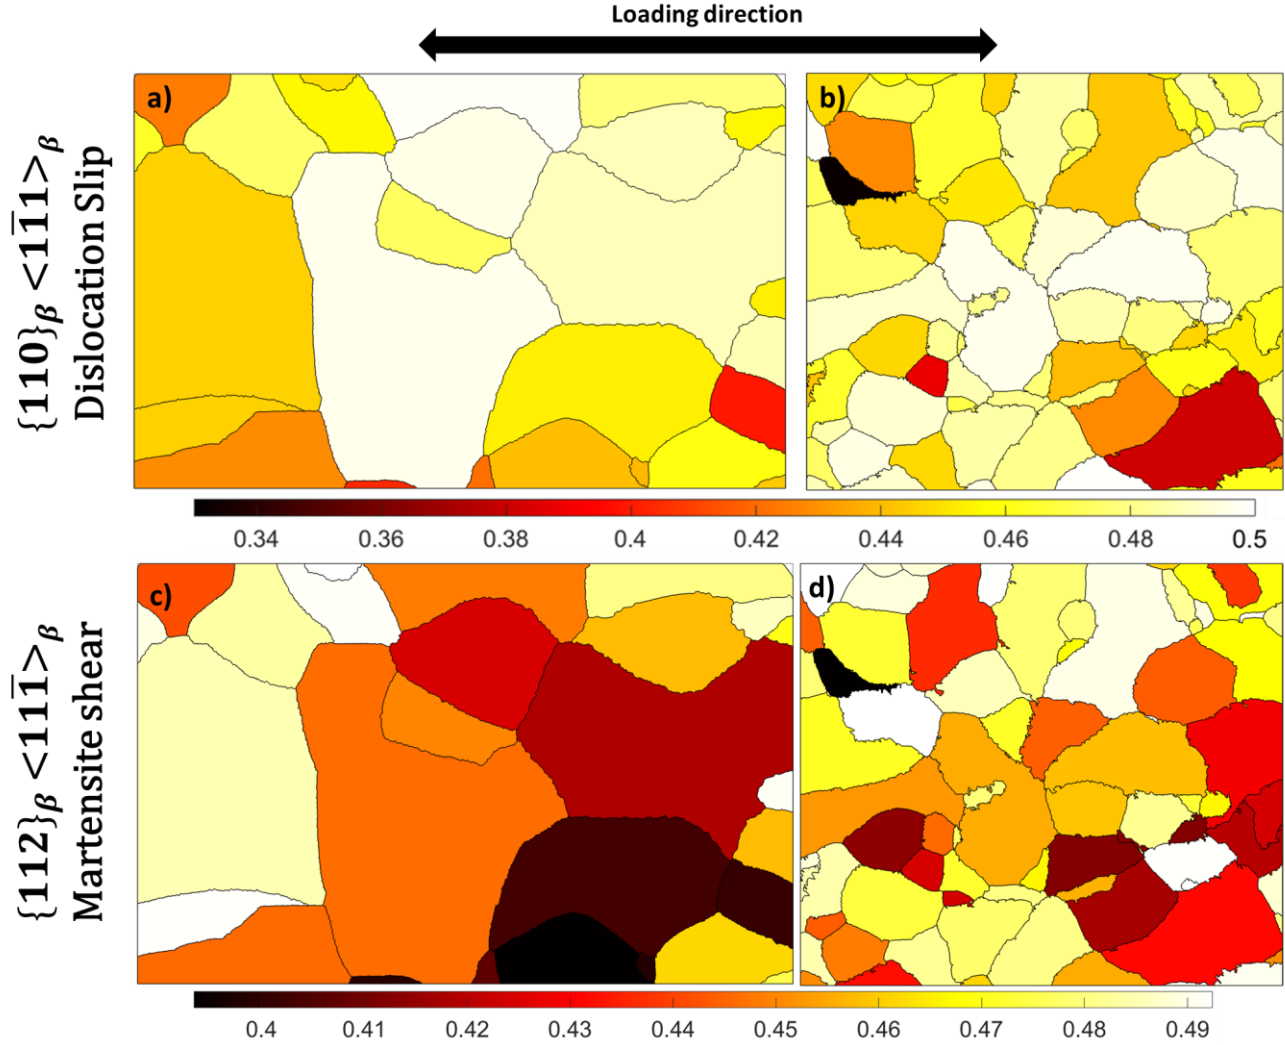 Loading direction
a)
b)
{110}β <1̄1̄1>β
Dislocation Slip
0.34 0.36 0.38 0.4 0.42 0.44 0.46 0.48 0.5
c)
d)
{112}β <111̄>β
Martensite shear
0.4 0.41 0.42 0.43 0.44 0.45 0.46 0.47 0.48 0.49